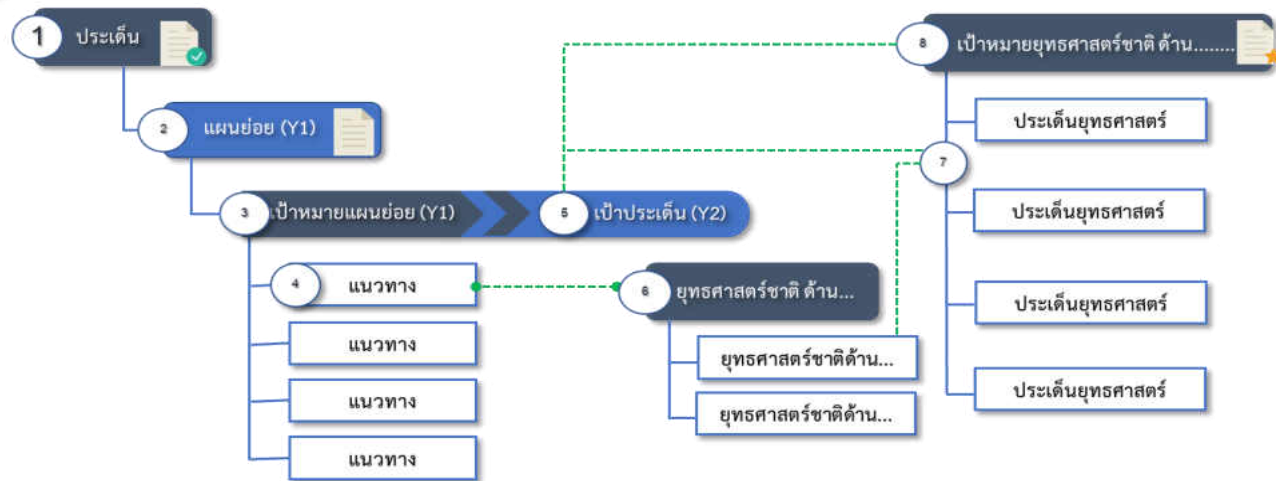 1 ประเด็น
2 แผนย่อย (Y1)
3 เป้าหมายแผนย่อย (Y1)
5 เป้าประเด็น (Y2)
4 แนวทาง
แนวทาง
แนวทาง
แนวทาง
6 ยุทธศาสตร์ชาติ ด้าน...
ยุทธศาสตร์ชาติด้าน...
ยุทธศาสตร์ชาติด้าน...
8 เป้าหมายยุทธศาสตร์ชาติ ด้าน........
ประเด็นยุทธศาสตร์
7
ประเด็นยุทธศาสตร์
ประเด็นยุทธศาสตร์
ประเด็นยุทธศาสตร์